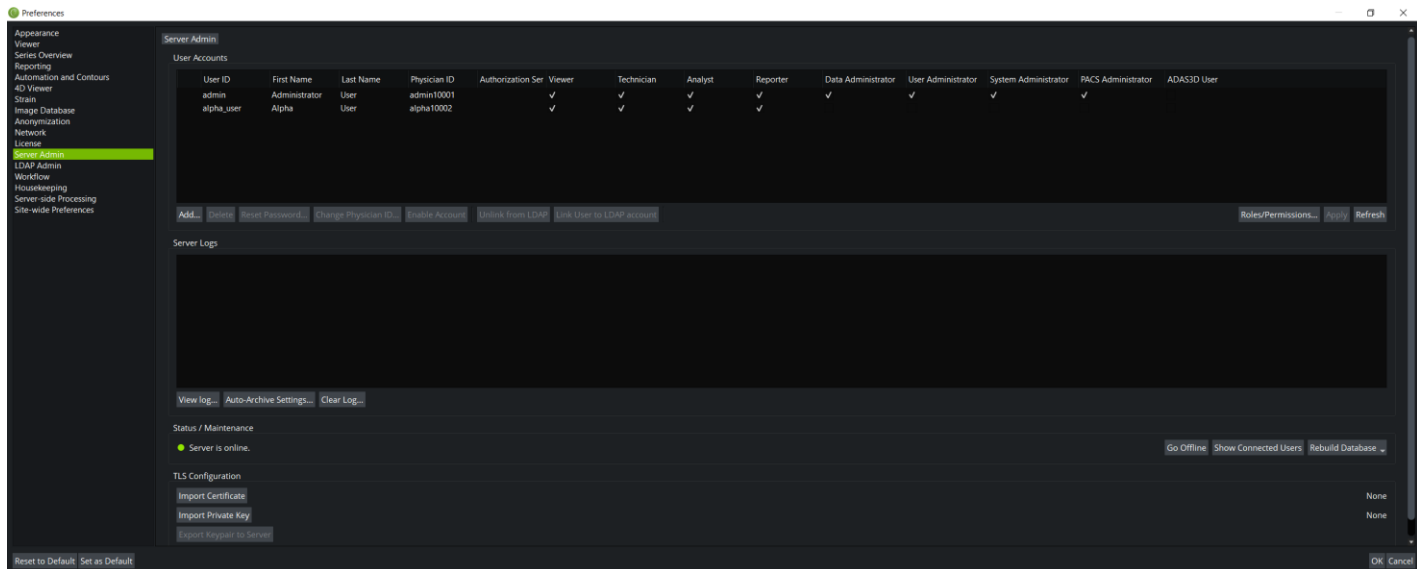 Preferences
Appearance
Viewer
Series Overview
Reporting
Automation and Contours
4D Viewer
Strain
Image Database
Anonymization
Network
License
Server Admin
LDAP Admin
Workflow
Housekeeping
Server-side Processing
Site-wide Preferences
Server Admin
User Accounts
User ID First Name Last Name Physician ID Authorization Ser Viewer Technician Analyst Reporter Data Administrator User Administrator System Administrator PACS Administrator ADAS3D User
admin Administrator User admin10001 ✓ ✓ ✓ ✓ ✓ ✓ ✓ ✓
alpha_user Alpha User alpha10002 ✓ ✓ ✓ ✓
Add... Delete Reset Password... Change Physician ID... Enable Account Unlink from LDAP Link User to LDAP account Roles/Permissions... Apply Refresh
Server Logs
View log... Auto-Archive Settings... Clear Log...
Status / Maintenance
Server is online. Go Offline Show Connected Users Rebuild Database
TLS Configuration
Import Certificate None
Import Private Key None
Export Keypair to Server
Reset to Default Set as Default OK Cancel